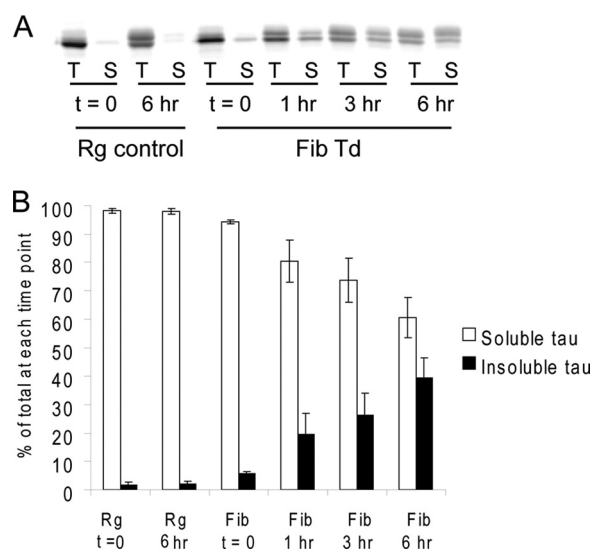 A
T S T S T S T S T S T S
t = 0 6 hr t = 0 1 hr 3 hr 6 hr
Rg control Fib Td
B
% of total at each time point
100
90
80
70
60
50
40
30
20
10
0
Rg Rg Fib Fib Fib Fib
t =0 6 hr t = 0 1 hr 3 hr 6 hr
Soluble tau
Insoluble tau